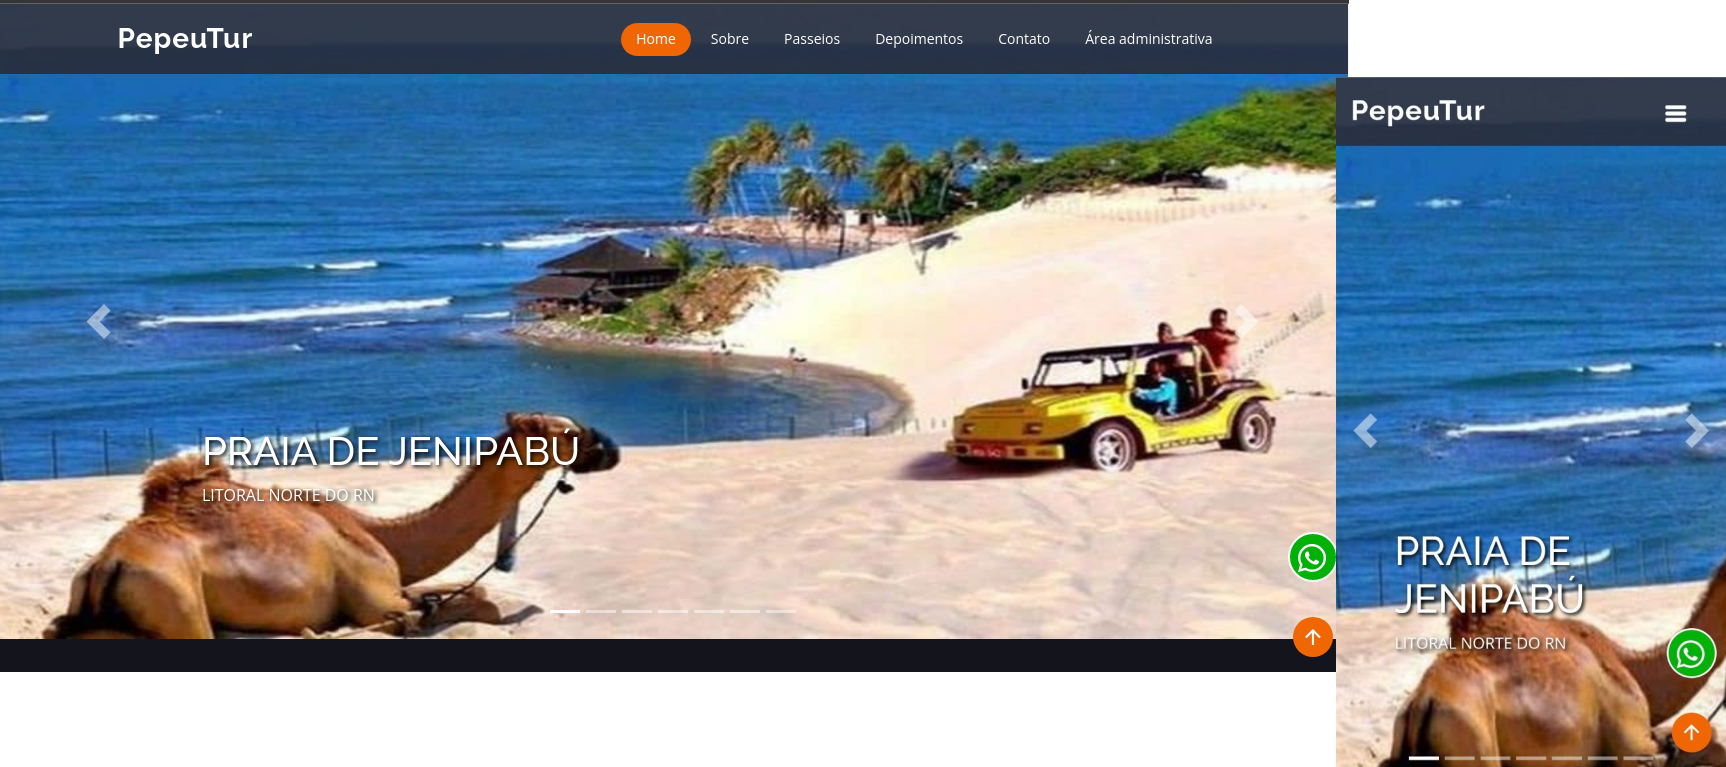 PepeuTur
Home Sobre Passeios Depoimentos Contato Área administrativa
PRAIA DE JENIPABÚ
LITORAL NORTE DO RN
PepeuTur
PRAIA DE
JENIPABÚ
LITORAL NORTE DO RN